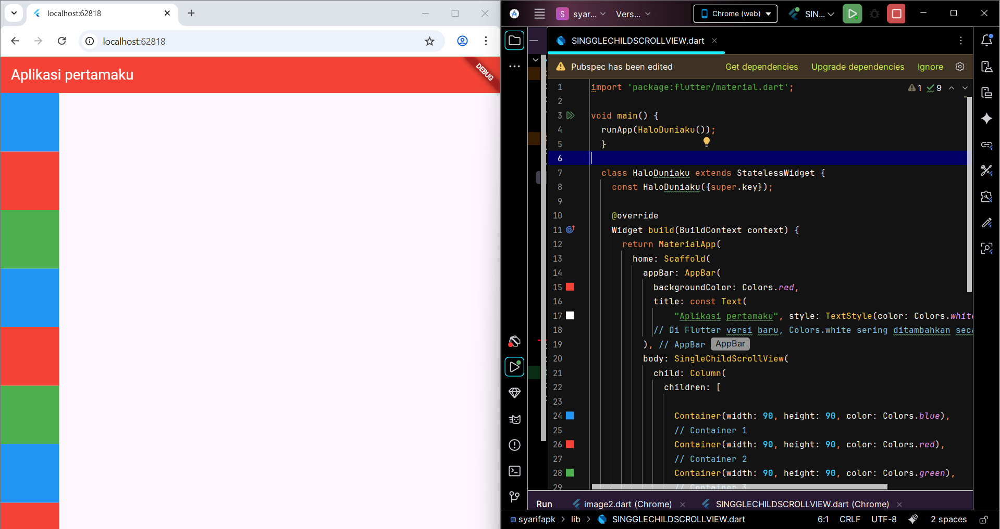 localhost:62818
localhost:62818
Aplikasi pertamaku
DEBUG
S syar... Vers... Chrome (web) SIN...
SINGGLECHILDSCROLLVIEW.dart
Pubspec has been edited Get dependencies Upgrade dependencies Ignore
1 import 'package:flutter/material.dart'; 1 9
2
3 void main() {
4 runApp(HaloDuniaku());
5 }
6
7 class HaloDuniaku extends StatelessWidget {
8 const HaloDuniaku({super.key});
9
10 @override
11 Widget build(BuildContext context) {
12 return MaterialApp(
13 home: Scaffold(
14 appBar: AppBar(
15 backgroundColor: Colors.red,
16 title: const Text(
17 "Aplikasi pertamaku", style: TextStyle(color: Colors.white
18 // Di Flutter versi baru, Colors.white sering ditambahkan seca
19 ), // AppBar AppBar
20 body: SingleChildScrollView(
21 child: Column(
22 children: [
23
24 Container(width: 90, height: 90, color: Colors.blue),
25 // Container 1
26 Container(width: 90, height: 90, color: Colors.red),
27 // Container 2
28 Container(width: 90, height: 90, color: Colors.green),
29 // Container 3
Run image2.dart (Chrome) SINGGLECHILDSCROLLVIEW.dart (Chrome)
syarifapk lib SINGGLECHILDSCROLLVIEW.dart 6:1 CRLF UTF-8 2 spaces